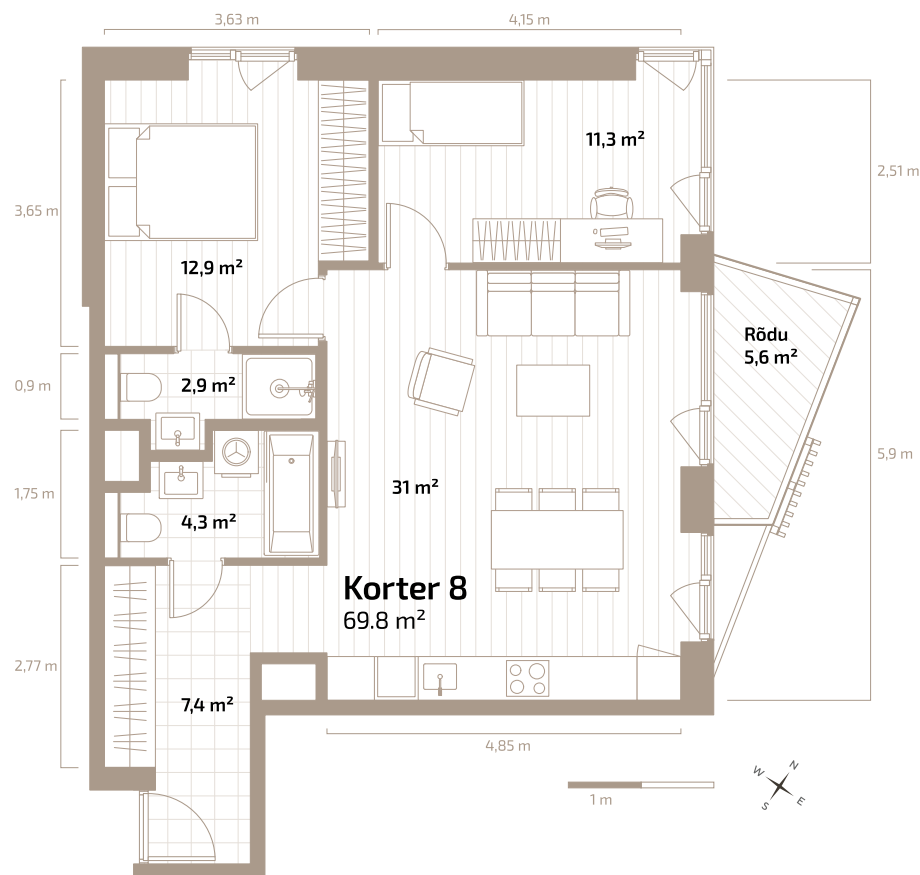 3,63 m
4,15 m
11,3 m²
2,51 m
3,65 m
12,9 m²
Rõdu
5,6 m²
0,9 m
2,9 m²
5,9 m
1,75 m
31 m²
4,3 m²
Korter 8
69.8 m²
2,77 m
7,4 m²
4,85 m
N
W
E
S
1 m